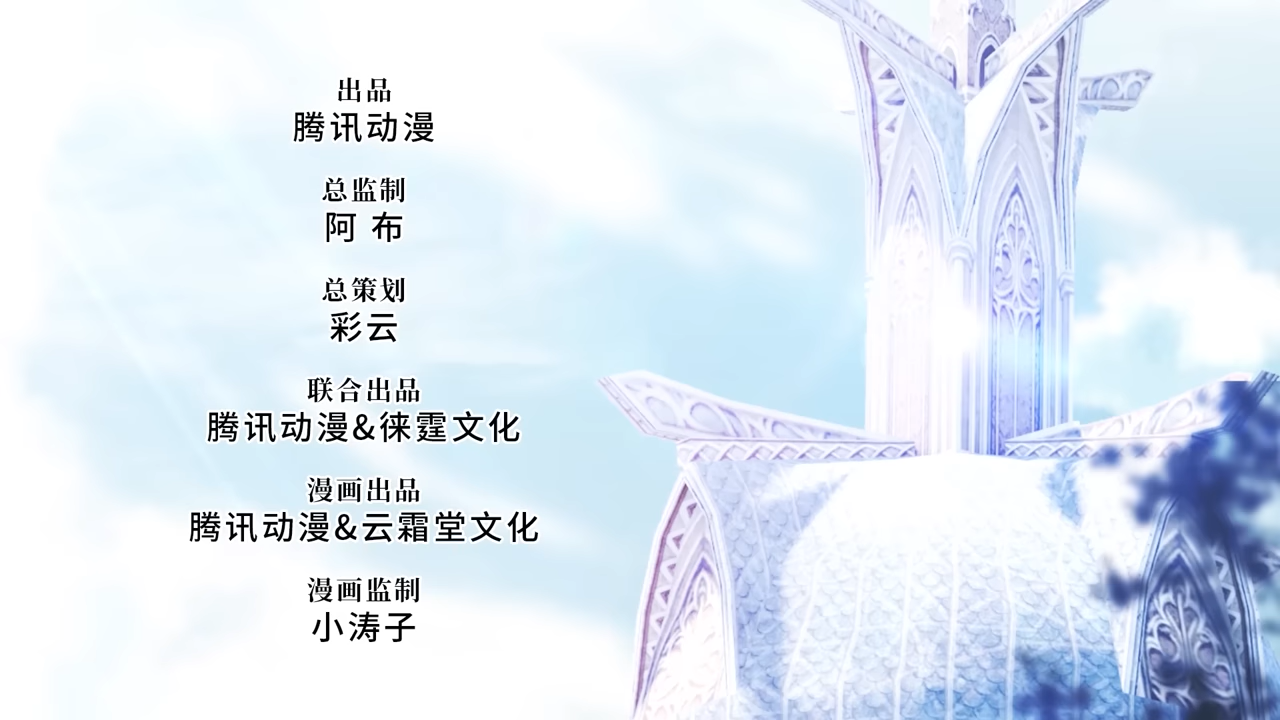 出品
腾讯动漫
总监制
阿 布
总策划
彩云
联合出品
腾讯动漫&徕霆文化
漫画出品
腾讯动漫&云霜堂文化
漫画监制
小涛子